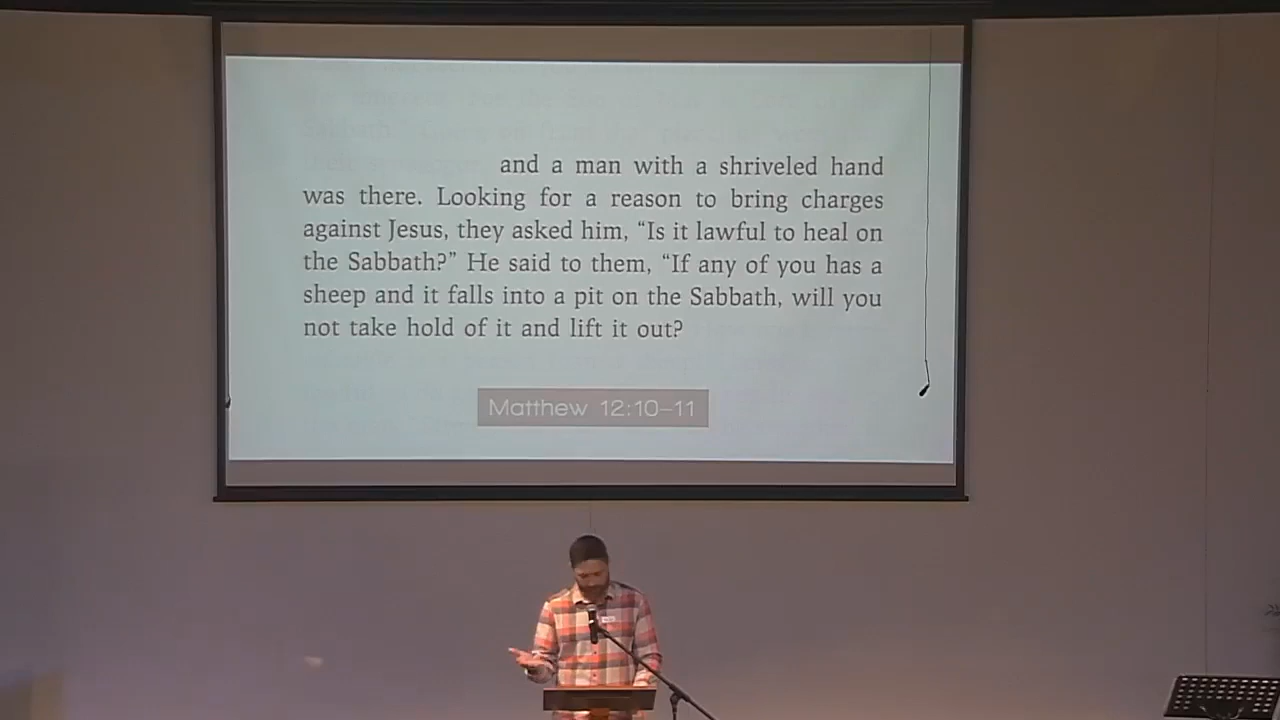 and a man with a shriveled hand
was there. Looking for a reason to bring charges
against Jesus, they asked him, “Is it lawful to heal on
the Sabbath?” He said to them, “If any of you has a
sheep and it falls into a pit on the Sabbath, will you
not take hold of it and lift it out?
Matthew 12:10–11